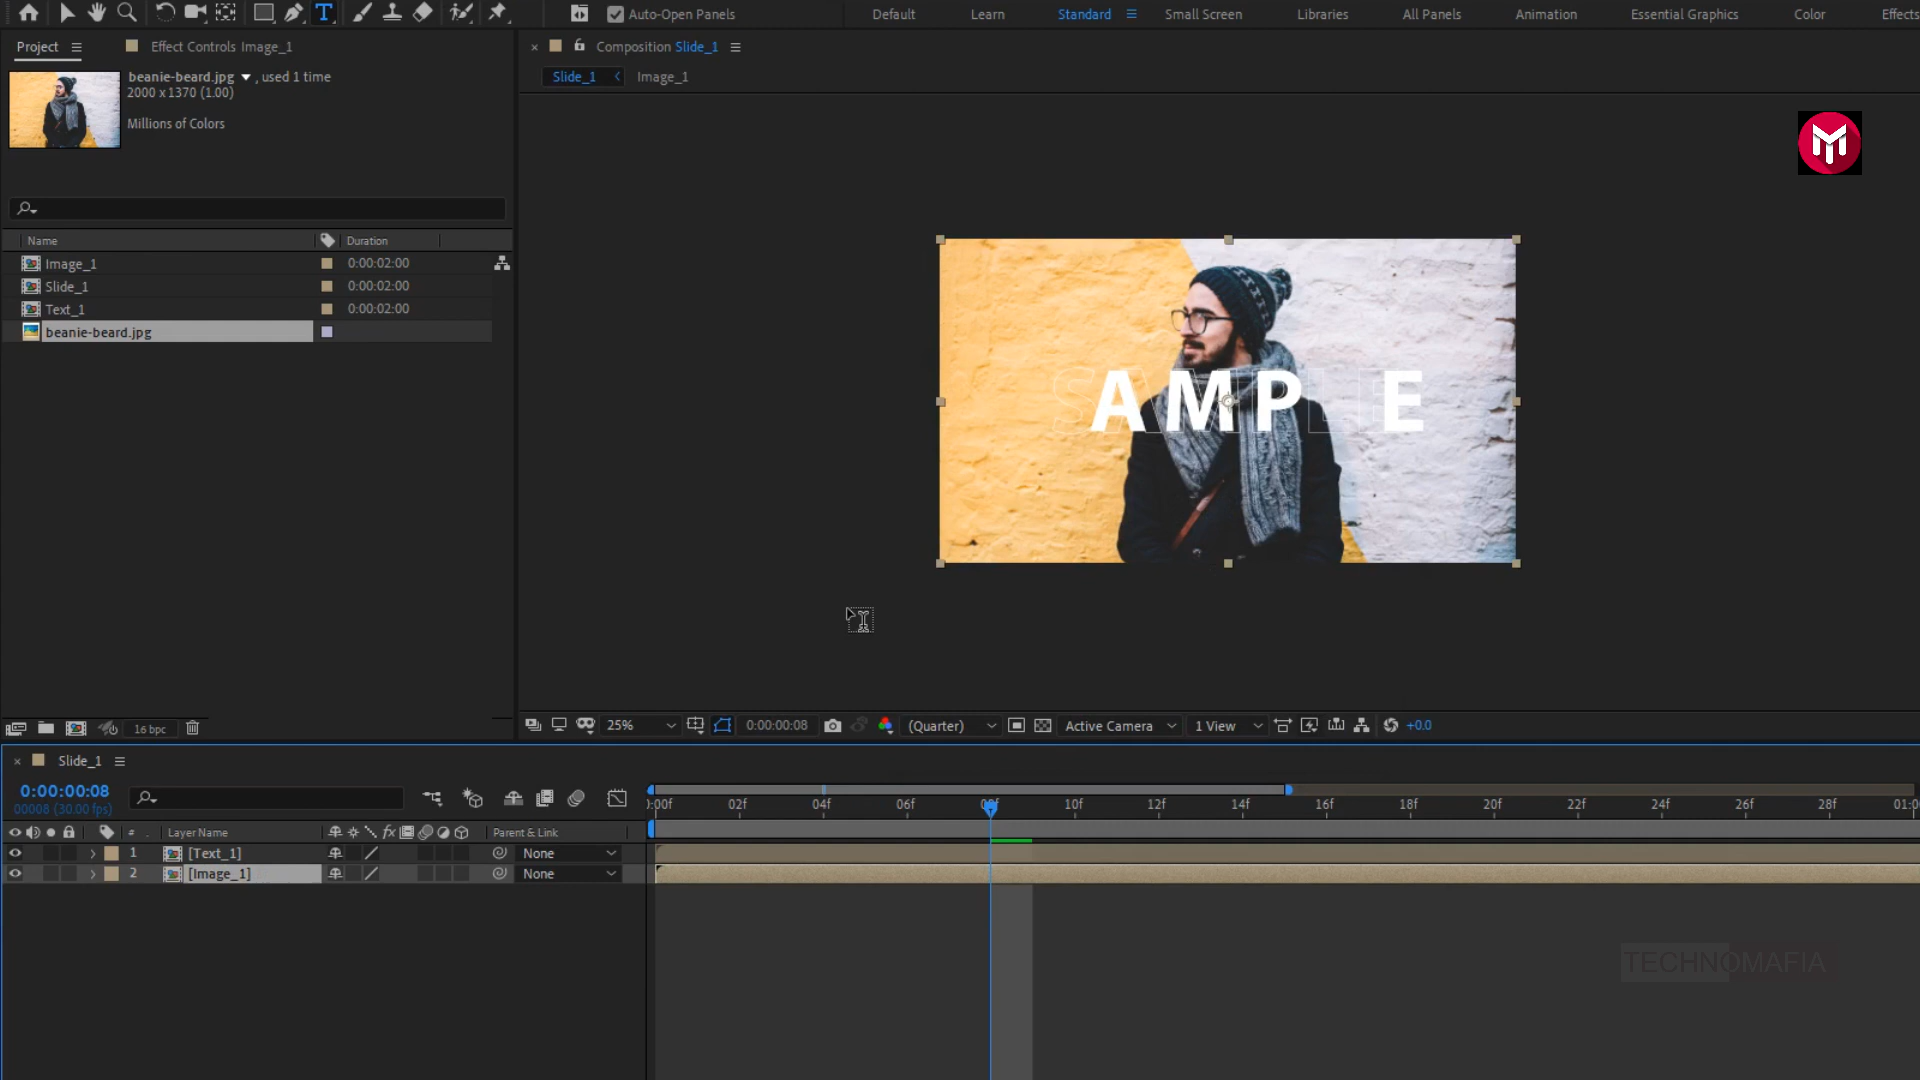 Auto-Open Panels
Default
Learn
Standard
Small Screen
Libraries
All Panels
Animation
Essential Graphics
Color
Effects
Project
Effect Controls Image_1
beanie-beard.jpg , used 1 time
2000 x 1370 (1.00)
Millions of Colors
Name
Duration
Image_1 0:00:02:00
Slide_1 0:00:02:00
Text_1 0:00:02:00
beanie-beard.jpg
16 bpc
Composition Slide_1
Slide_1
Image_1
SAMPLE
25%
0:00:00:08
(Quarter)
Active Camera
1 View
+0.0
Slide_1
0:00:00:08
00008 (30.00 fps)
:00f 02f 04f 06f 08f 10f 12f 14f 16f 18f 20f 22f 24f 26f 28f 01:0
# Layer Name
fx
Parent & Link
1 [Text_1] None
2 [Image_1] None
TECHNOMAFIA